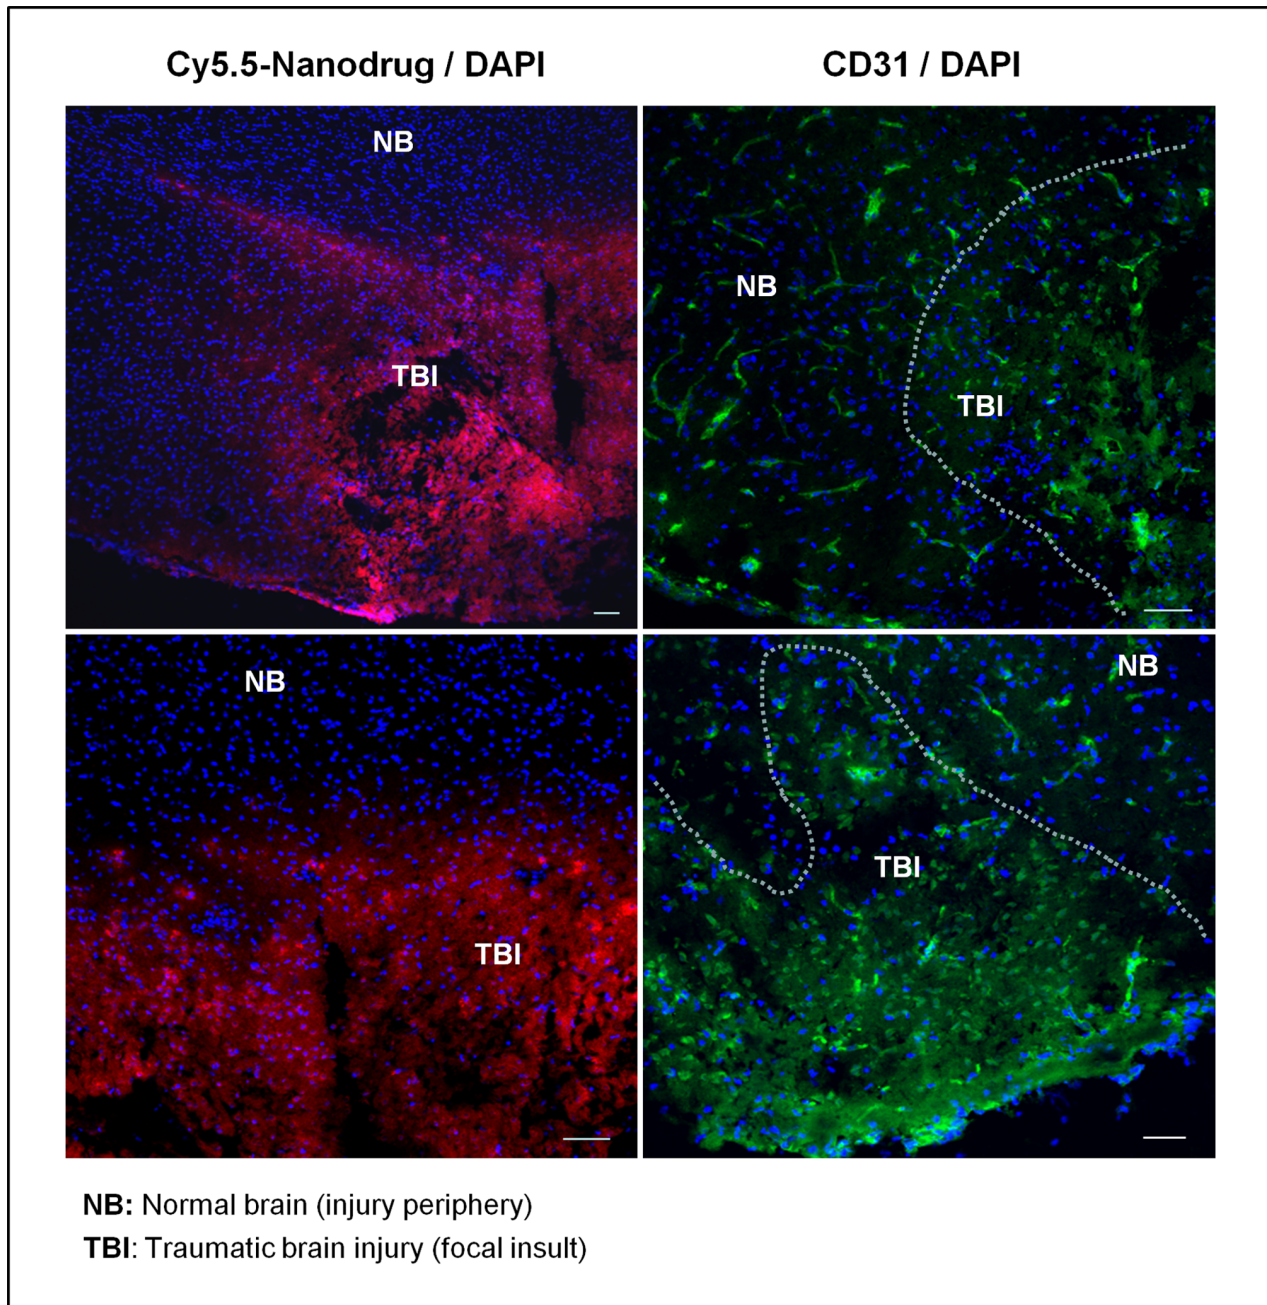 Cy5.5-Nanodrug / DAPI
CD31 / DAPI
NB
TBI
NB
TBI
NB
TBI
NB
TBI
NB: Normal brain (injury periphery)
TBI: Traumatic brain injury (focal insult)